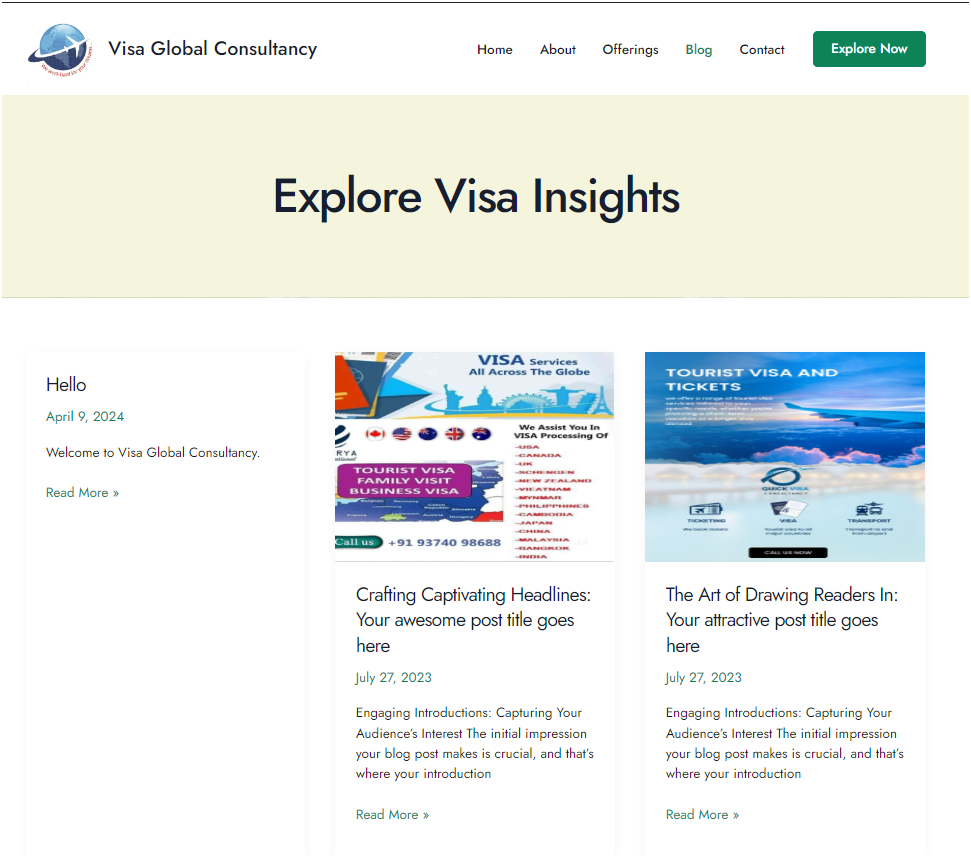 Visa Global Consultancy
Home About Offerings Blog Contact Explore Now
Explore Visa Insights
Hello
April 9, 2024
Welcome to Visa Global Consultancy.
Read More »
VISA Services
All Across The Globe
We Assist You In
VISA Processing Of
RYA
TOURIST VISA
FAMILY VISIT
BUSINESS VISA
Call us +91 93740 98688
-USA
-CANADA
-UK
-SCHENGEN
-NEW ZEALAND
-VIEATNAM
-MYNMAR
-PHILIPPINES
-CAMBODIA
-JAPAN
-CHINA
-MALAYSIA
-BANGKOK
-INDIA
Crafting Captivating Headlines:
Your awesome post title goes
here
July 27, 2023
Engaging Introductions: Capturing Your
Audience’s Interest The initial impression
your blog post makes is crucial, and that’s
where your introduction
Read More »
TOURIST VISA AND
TICKETS
QUICK VISA
CONSULTANCY
TICKETING
VISA
TRANSPORT
CALL US NOW
The Art of Drawing Readers In:
Your attractive post title goes
here
July 27, 2023
Engaging Introductions: Capturing Your
Audience’s Interest The initial impression
your blog post makes is crucial, and that’s
where your introduction
Read More »